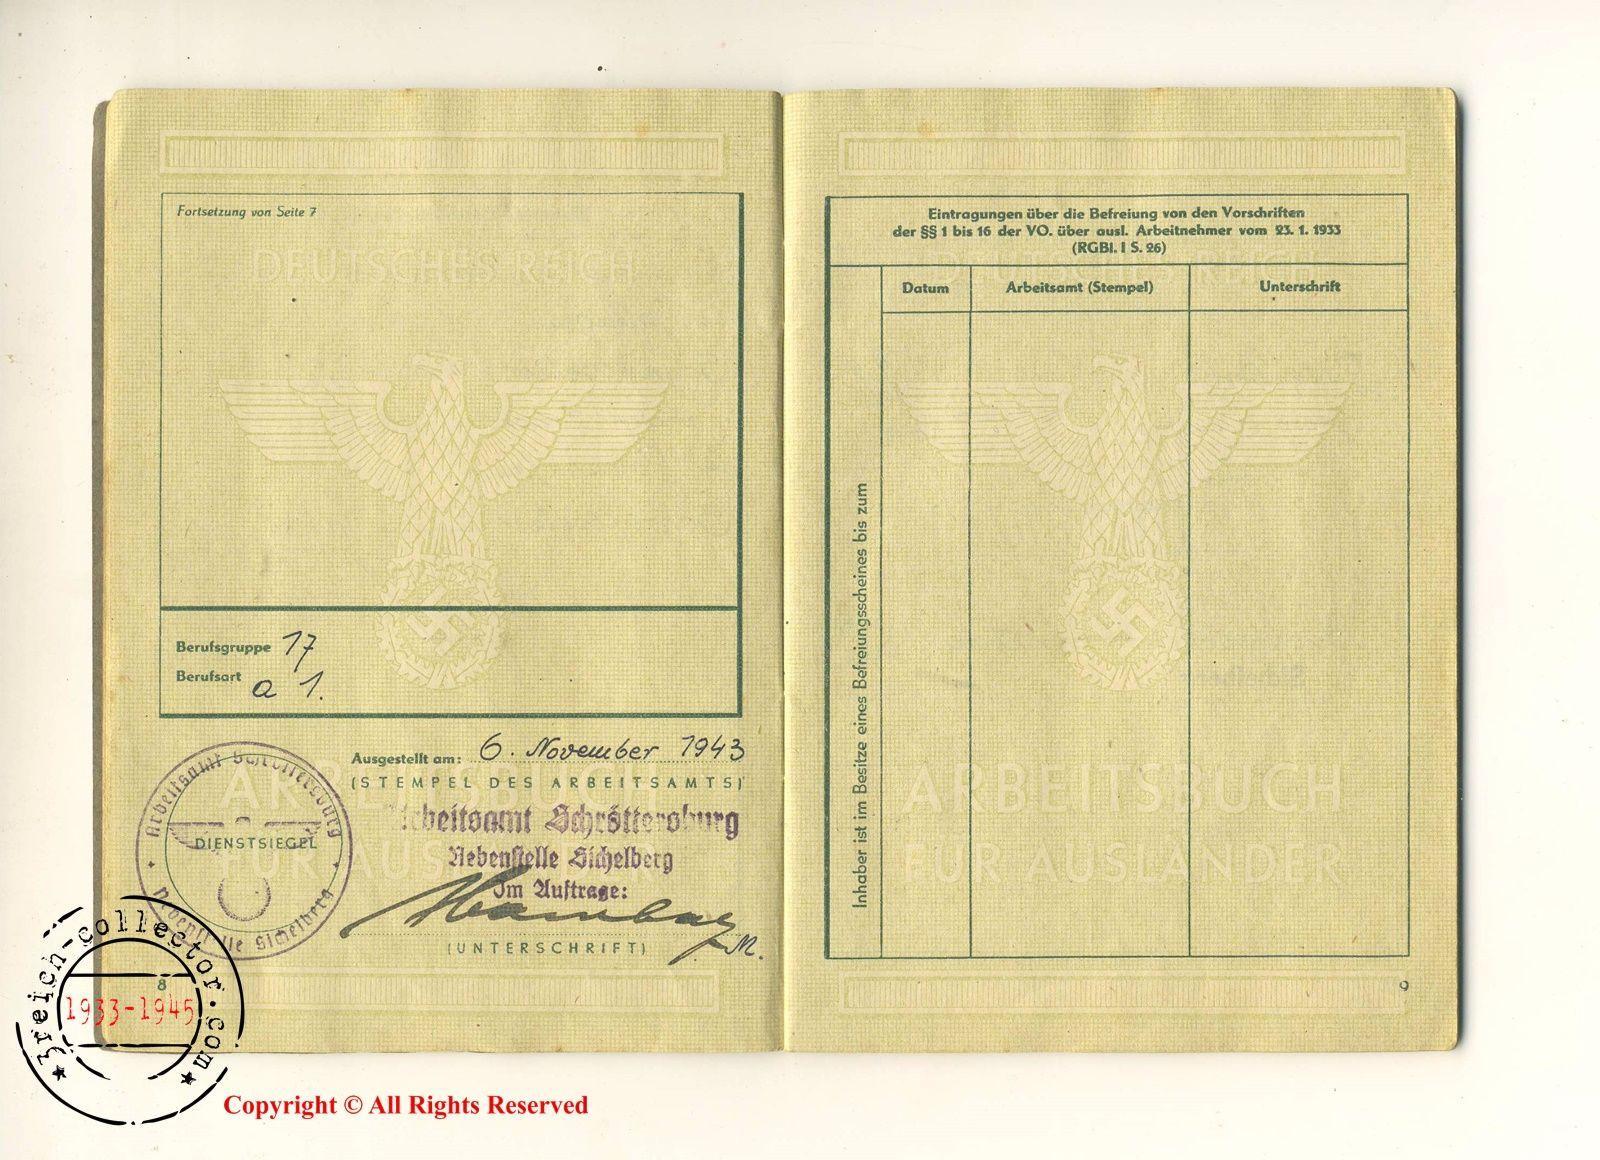 Fortsetzung von Seite 7
DEUTSCHES REICH
Berufsgruppe 17
Berufsart a 1.
Ausgestellt am: 6. November 1943
(STEMPEL DES ARBEITSAMTS)
Arbeitsamt Schröttersburg
Nebenstelle Sichelberg
Im Auftrage:
(UNTERSCHRIFT)
Arbeitsamt Schröttersburg
DIENSTSIEGEL
Nebenstelle Sichelberg
ARBEITSBUCH
FÜR AUSLÄNDER
8
Eintragungen über die Befreiung von den Vorschriften
der §§ 1 bis 16 der VO. über ausl. Arbeitnehmer vom 23. 1. 1933
(RGBl. I S. 26)
DEUTSCHES REICH
Datum Arbeitsamt (Stempel) Unterschrift
Inhaber ist im Besitze eines Befreiungsscheines bis zum
ARBEITSBUCH
FÜR AUSLÄNDER
9
3reich-collector.com
1933-1945
Copyright © All Rights Reserved